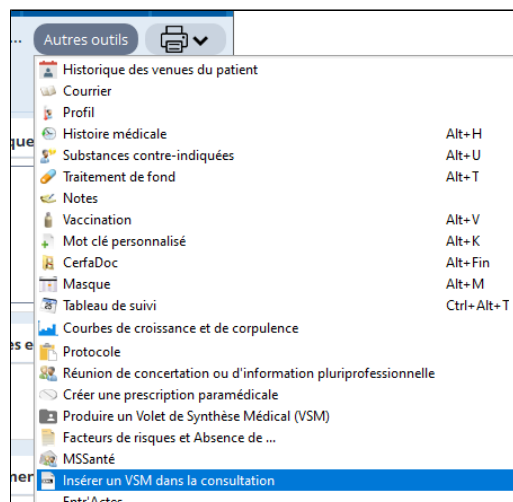 ... Autres outils
Historique des venues du patient
Courrier
Profil
Histoire médicale Alt+H
Substances contre-indiquées Alt+U
Traitement de fond Alt+T
Notes
Vaccination Alt+V
Mot clé personnalisé Alt+K
CerfaDoc Alt+Fin
Masque Alt+M
Tableau de suivi Ctrl+Alt+T
Courbes de croissance et de corpulence
Protocole
Réunion de concertation ou d'information pluriprofessionnelle
Créer une prescription paramédicale
Produire un Volet de Synthèse Médical (VSM)
Facteurs de risques et Absence de ...
MSSanté
Insérer un VSM dans la consultation
Entr'Actes